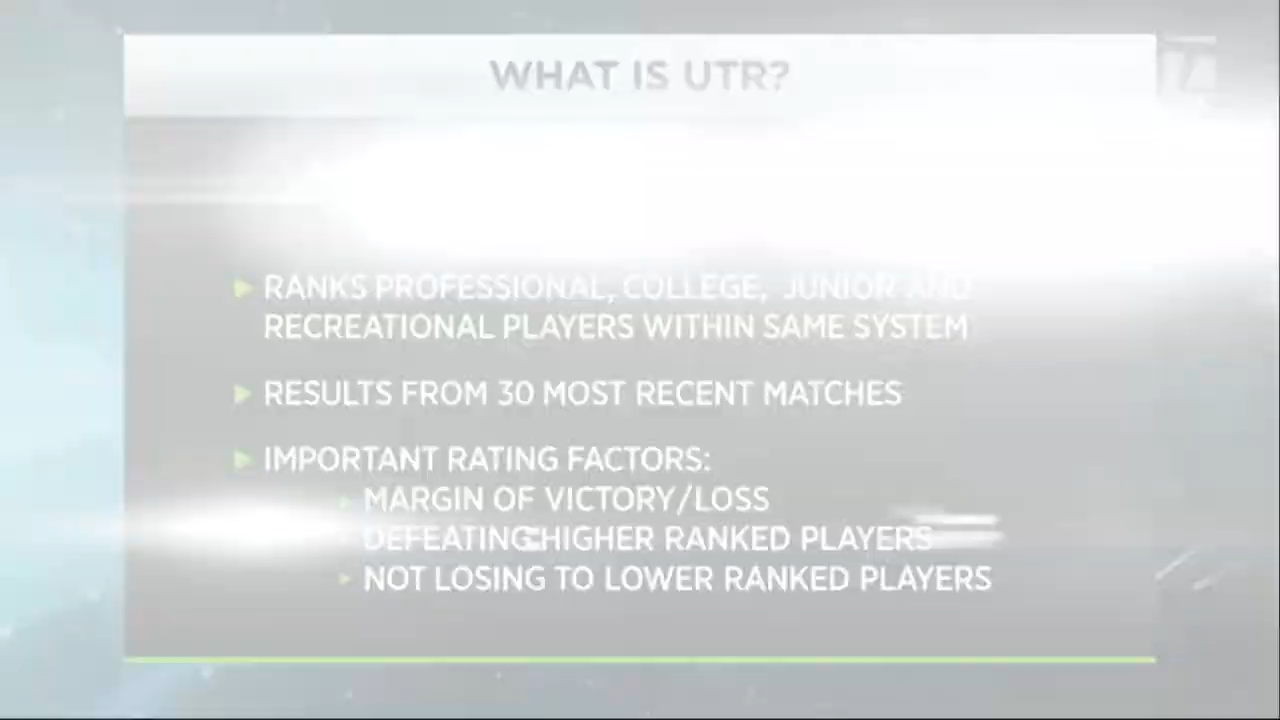 WHAT IS UTR?
RANKS PROFESSIONAL, COLLEGE, JUNIOR AND
RECREATIONAL PLAYERS WITHIN SAME SYSTEM
RESULTS FROM 30 MOST RECENT MATCHES
IMPORTANT RATING FACTORS:
MARGIN OF VICTORY/LOSS
DEFEATING HIGHER RANKED PLAYERS
NOT LOSING TO LOWER RANKED PLAYERS